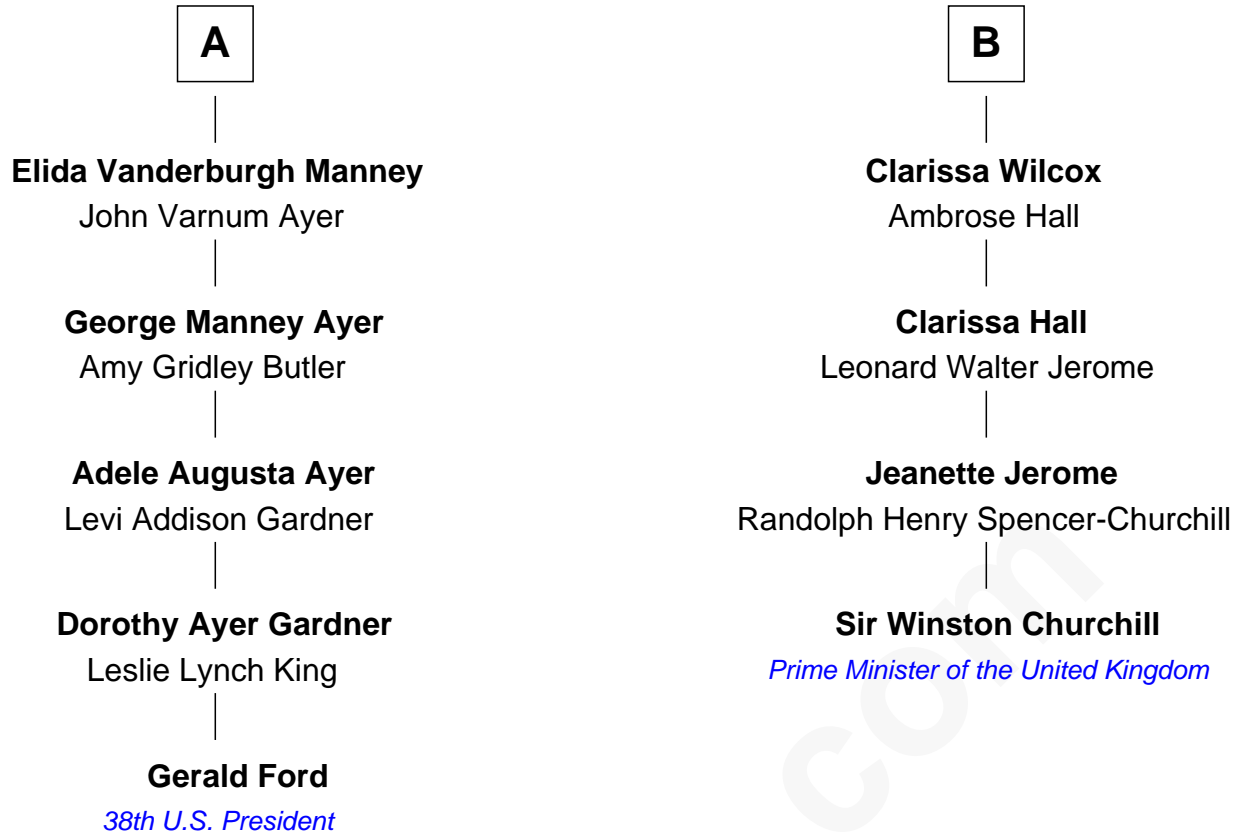 A
Elida Vanderburgh Manney
John Varnum Ayer
George Manney Ayer
Amy Gridley Butler
Adele Augusta Ayer
Levi Addison Gardner
Dorothy Ayer Gardner
Leslie Lynch King
Gerald Ford
38th U.S. President
B
Clarissa Wilcox
Ambrose Hall
Clarissa Hall
Leonard Walter Jerome
Jeanette Jerome
Randolph Henry Spencer-Churchill
Sir Winston Churchill
Prime Minister of the United Kingdom
com